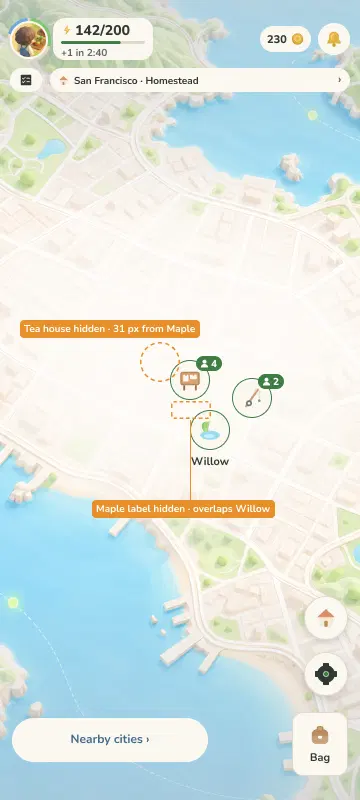 142/200
+1 in 2:40
230
San Francisco · Homestead ›
Tea house hidden · 31 px from Maple
4
2
Willow
Maple label hidden · overlaps Willow
Nearby cities ›
Bag